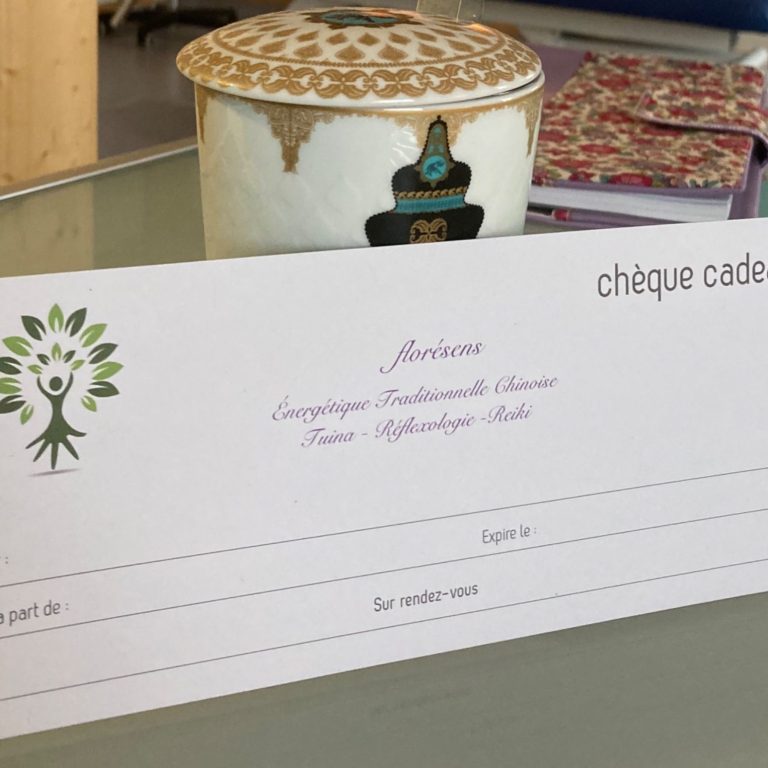 chèque cade
florésens
Énergétique Traditionnelle Chinoise
Tuina - Réflexologie -Reiki
:
Expire le :
a part de :
Sur rendez-vous